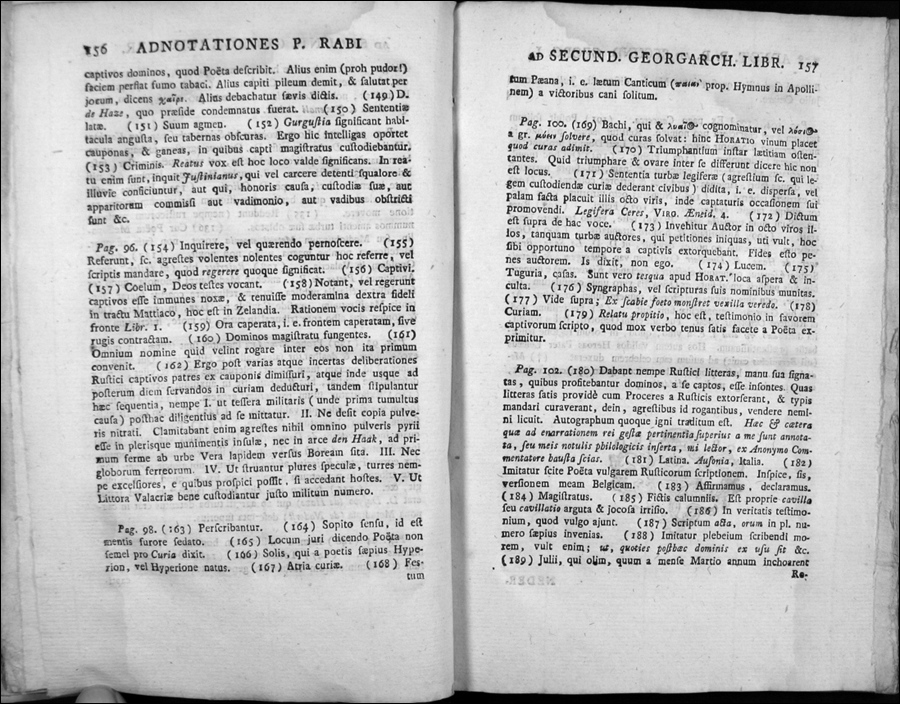 156 ADNOTATIONES P. RABI
captivos dominos, quod Poëta deſcribit. Alius enim (proh pudor!)
faciem perſtat fumo tabaci. Alius capiti pileum demit, & ſalutat per
jocum, dicens χαῖρε. Alius debachatur ſævis dictis. (149) D.
de Haze, quo præſide condemnatus fuerat. (150) Sententiæ
latæ. (151) Suum agmen. (152) Gurguſtia ſignificant habi-
tacula anguſta, ſeu tabernas obſcuras. Ergo hic intelligas oportet
cauponas, & ganeas, in quibus capti magiſtratus cuſtodiebantur.
(153) Criminis. Reatus vox eſt hoc loco valde ſignificans. In rea-
tu enim ſunt, inquit Juſtinianus, qui vel carcere detenti ſqualore &
illuvie conficiuntur, aut qui, honoris cauſa, cuſtodiæ ſuæ, aut
apparitorum commiſſi aut vadimonio, aut vadibus obſtricti
ſunt &c.
Pag. 96. (154) Inquirere, vel quærendo pernoſcere. (155)
Referunt, ſc. agreſtes volentes nolentes coguntur hoc referre, vel
ſcriptis mandare, quod regerere quoque ſignificat. (156) Captivi.
(157) Coelum, Deos teſtes vocant. (158) Notant, vel regerunt
captivos eſſe immunes noxæ, & tenuiſſe moderamina dextra fideli
in tractu Mattiaco, hoc eſt in Zelandia. Rationem vocis reſpice in
fronte Libr. I. (159) Ora caperata, i. e. frontem caperatam, ſive
rugis contractam. (160) Dominos magiſtratu fungentes. (161)
Omnium nomine quid velint rogare inter eos non ita primum
convenit. (162) Ergo poſt varias atque incertas deliberationes
Ruſtici captivos patres ex cauponis dimiſſuri, atque inde usque ad
poſterum diem ſervandos in curiam deducturi, tandem ſtipulantur
hæc ſequentia, nempe I. ut teſſera militaris (unde prima tumultus
cauſa) poſthac diligentius ad ſe mittatur. II. Ne deſit copia pulve-
ris nitrati. Clamitabant enim agreſtes nihil omnino pulveris pyrii
eſſe in plerisque munimentis inſulæ, nec in arce den Haak, ad pri-
mum ferme ab urbe Vera lapidem verſus Boream ſita. III. Nec
globorum ferreorum. IV. Ut ſtruantur plures ſpeculæ, turres nem-
pe excelſiores, e quibus proſpici poſſit, ſi accedant hoſtes. V. Ut
Littora Valacriæ bene cuſtodiantur juſto militum numero.
Pag. 98. (163) Perſcribantur. (164) Sopito ſenſu, id eſt
mentis furore ſedato. (165) Locum juri dicendo Poëta non
ſemel pro Curia dixit. (166) Solis, qui a poetis ſæpius Hype-
rion, vel Hyperione natus. (167) Atria curiæ. (168) Feſ-
tum
AD SECUND. GEORGARCH. LIBR. 157
tum Pæana, i. e. lætum Canticum (παιαν prop. Hymnus in Apolli-
nem) a victoribus cani ſolitum.
Pag. 100. (169) Bachi, qui & λυαῖος cognominatur, vel λύσιος
a gr. λύειν ſolvere, quod curas ſolvat: hinc HORATIO vinum placet
quod curas adimit. (170) Triumphantium inſtar lætitiam oſten-
tantes. Quid triumphare & ovare inter ſe differunt dicere hic non
eſt locus. (171) Sententia turbæ legiferæ (agreſtium ſc. qui le-
gem cuſtodiendæ curiæ dederant civibus) didita, i. e. diſperſa, vel
palam facta placuit illis octo viris, inde captaturis occaſionem ſui
promovendi. Legifera Ceres, VIRG. Æneid, 4. (172) Dictum
eſt ſupra de hac voce. (173) Invehitur Auctor in octo viros il-
los, tanquam turbæ auctores, qui petitiones iniquas, uti vult, hoc
ſibi opportuno tempore a captivis extorquebant. Fides eſto pe-
nes auctorem. Is dixit, non ego. (174) Lucem. (175)
Tuguria, caſas. Sunt vero tesqua apud HORAT. loca aſpera & in-
culta. (176) Syngraphas, vel ſcripturas ſuis nominibus munitas.
(177) Vide ſupra; Ex ſcabie foeto monſtret vexilla veredo. (178)
Curiam. (179) Relatu propitio, hoc eſt, teſtimonio in favorem
captivorum ſcripto, quod mox verbo tenus ſatis facete a Poëta ex-
primitur.
Pag. 102. (180) Dabant nempe Ruſtici litteras, manu ſua ſigna-
tas, quibus profitebantur dominos, a ſe captos, eſſe inſontes. Quas
litteras ſatis providè cum Proceres a Ruſticis extorſerant, & typis
mandari curaverant, dein, agreſtibus id rogantibus, vendere nemi-
ni licuit. Autographum quoque igni traditum eſt. Hæc & cætera
quæ ad enarrationem rei geſtæ pertinentia ſuperius a me ſunt annota-
ta, ſeu meis notulis philologicis inſerta, mi lector, ex Anonymo Com-
mentatore hauſta ſcias. (181) Latina. Auſonia, Italia. (182)
Imitatur ſcite Poëta vulgarem Ruſticorum ſcriptionem. Inſpice, ſis,
verſionem meam Belgicam. (183) Affirmamus, declaramus.
(184) Magiſtratus. (185) Fictis calumniis. Eſt proprie cavilla
ſeu cavillatio arguta & jocoſa irriſio. (186) In veritatis teſtimo-
nium, quod vulgo ajunt. (187) Scriptum acta, orum in pl. nu-
mero ſæpius invenias. (188) Imitatur plebeium ſcribendi mo-
rem, vult enim; ut, quoties poſthac dominis ex uſu ſit &c.
(189) Julii, qui olim, quum a menſe Martio annum inchoarent
Ro-